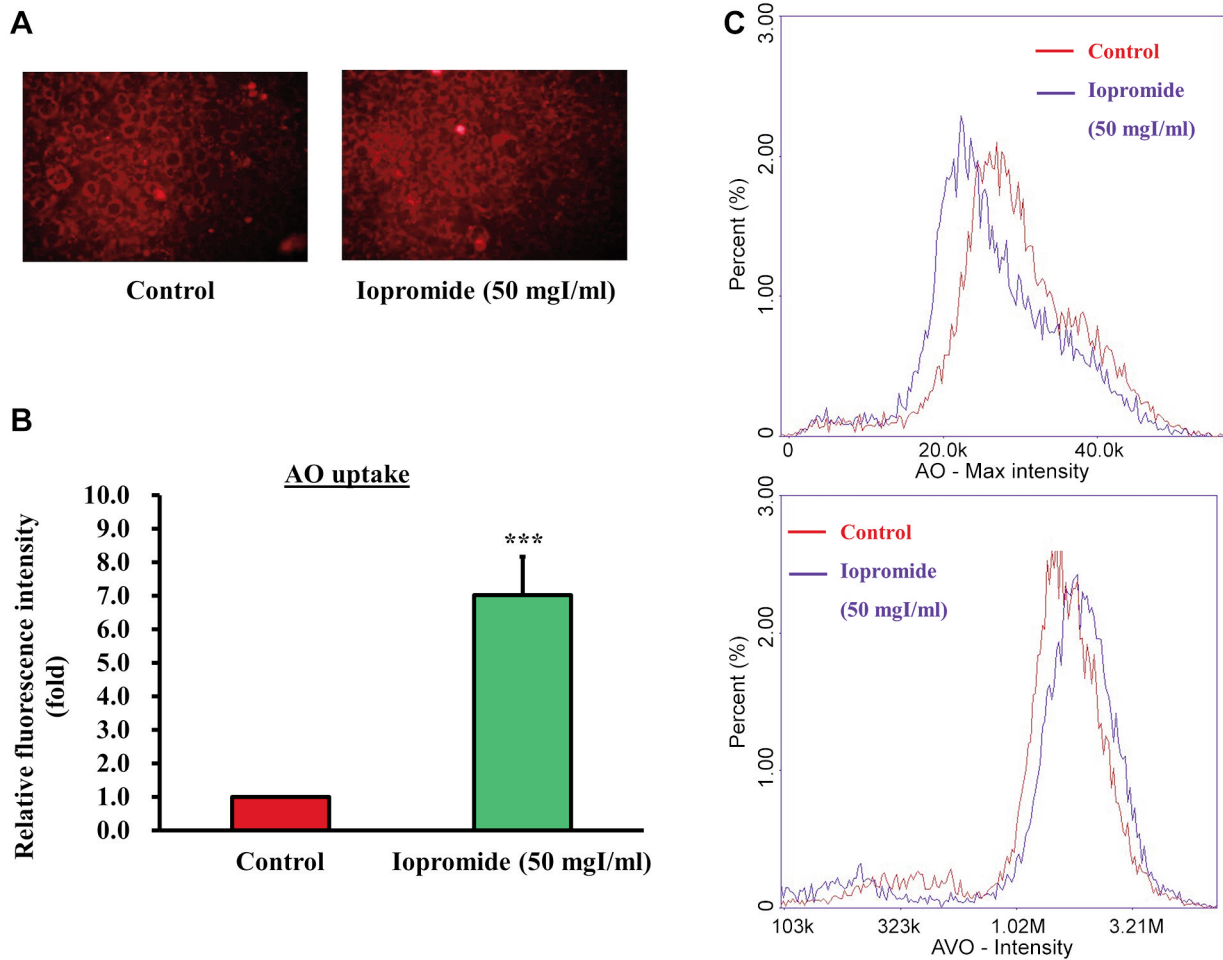 A
Control
Iopromide (50 mgI/ml)
B
AO uptake
Relative fluorescence intensity
(fold)
10.0
9.0
8.0
7.0
6.0
5.0
4.0
3.0
2.0
1.0
0.0
***
Control
Iopromide (50 mgI/ml)
C
Percent (%)
3.00
2.00
1.00
0
Control
Iopromide
(50 mgI/ml)
0
20.0k
40.0k
AO - Max intensity
Percent (%)
3.00
2.00
1.00
0
Control
Iopromide
(50 mgI/ml)
103k
323k
1.02M
3.21M
AVO - Intensity